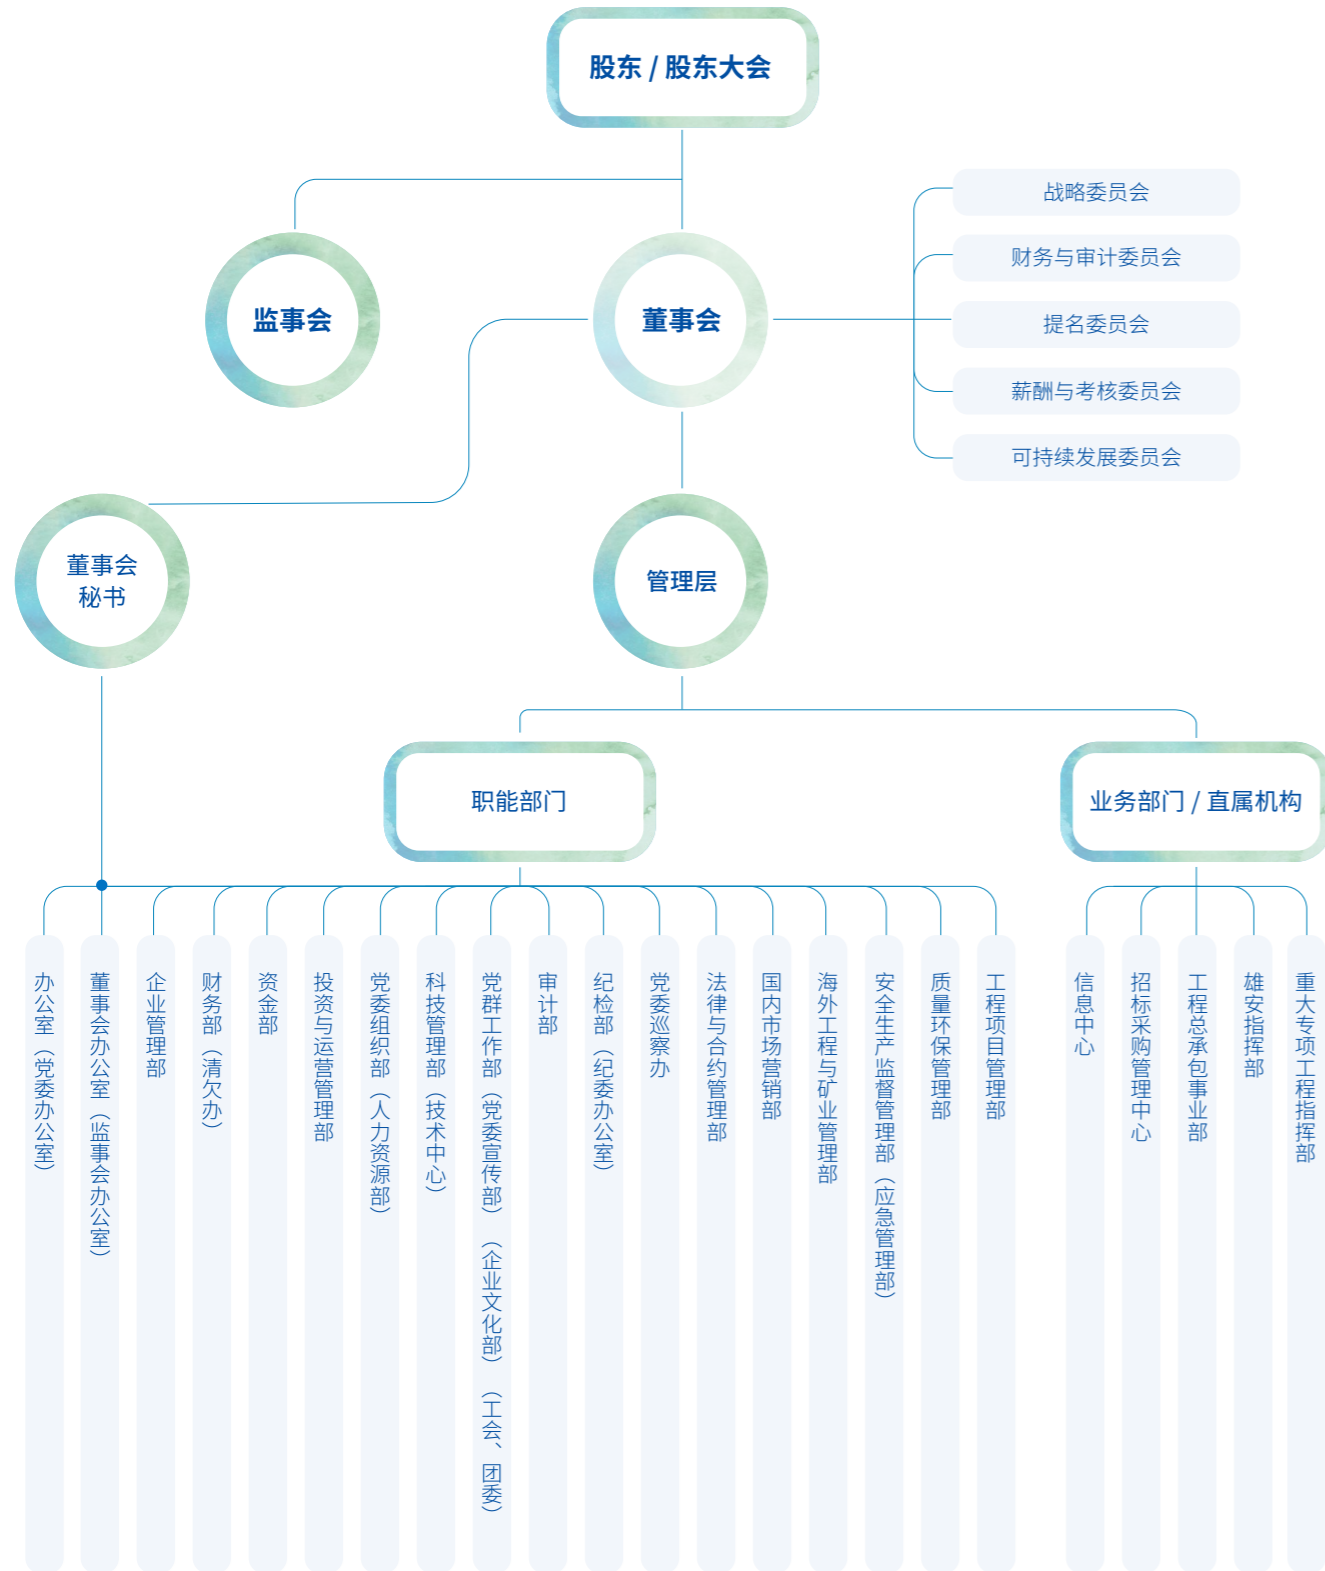 股东 / 股东大会
战略委员会
财务与审计委员会
提名委员会
薪酬与考核委员会
可持续发展委员会
监事会
董事会
董事会
秘书
管理层
职能部门
业务部门 / 直属机构
办公室（党委办公室）
董事会办公室（监事会办公室）
企业管理部
财务部（清欠办）
资金部
投资与运营管理部
党委组织部（人力资源部）
科技管理部（技术中心）
党群工作部（党委宣传部）（企业文化部）（工会、团委）
审计部
纪检部（纪委办公室）
党委巡察办
法律与合约管理部
国内市场营销部
海外工程与矿业管理部
安全生产监督管理部（应急管理部）
质量环保管理部
工程项目管理部
信息中心
招标采购管理中心
工程总承包事业部
雄安指挥部
重大专项工程指挥部